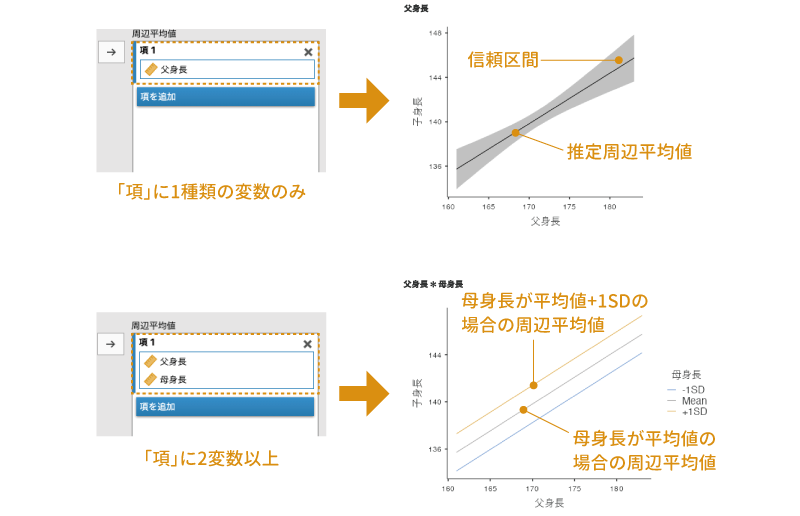 周辺平均値
項 1
父身長
項を追加
「項」に1種類の変数のみ
父身長
148
144
140
136
子身長
160
165
170
175
180
父身長
信頼区間
推定周辺平均値
周辺平均値
項 1
父身長
母身長
項を追加
「項」に2変数以上
父身長 * 母身長
母身長が平均値+1SDの
場合の周辺平均値
144
140
136
子身長
160
165
170
175
180
父身長
母身長
-1SD
Mean
+1SD
母身長が平均値の
場合の周辺平均値